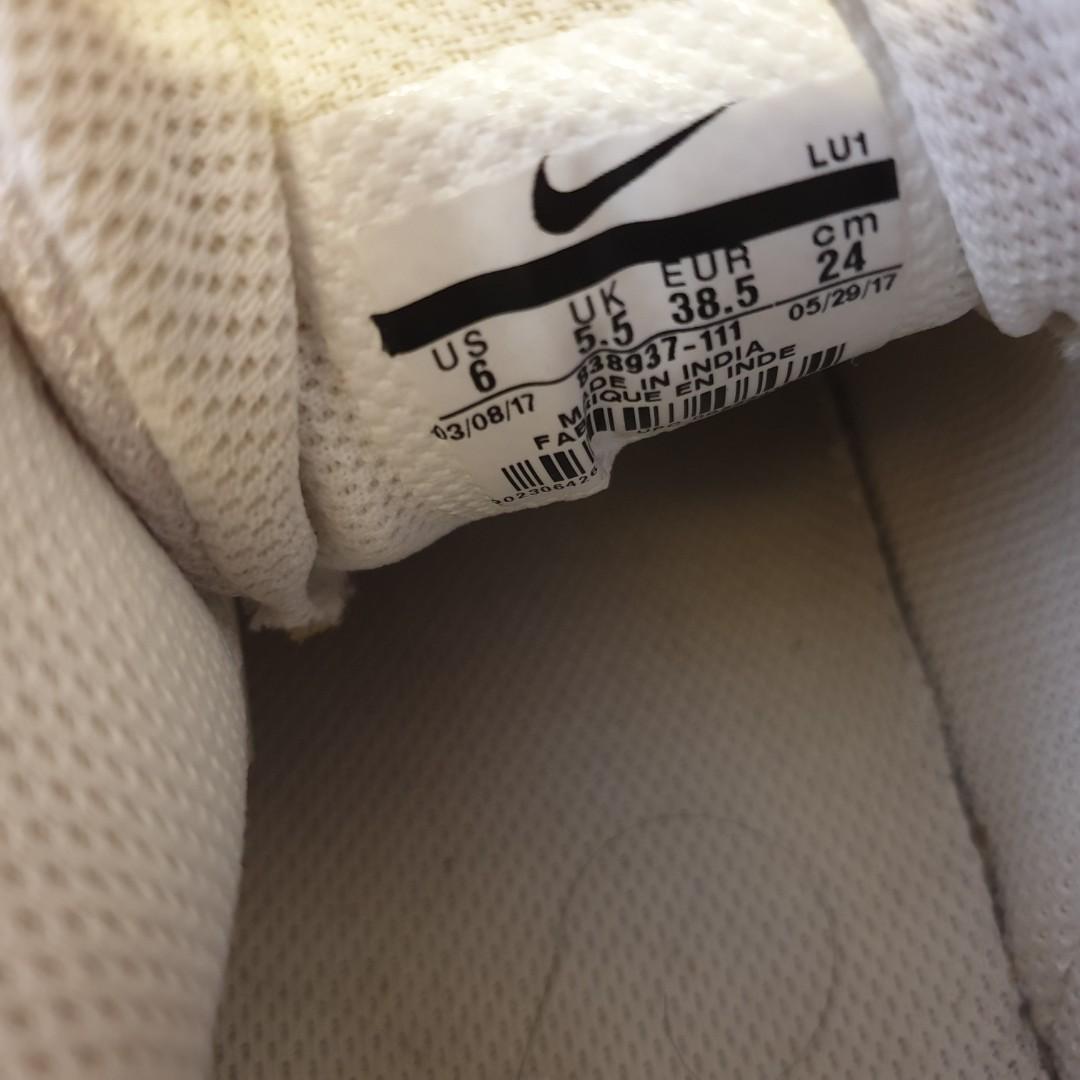 LU1
US UK EUR cm
6 5.5 38.5 24
03/08/17 838937-111 05/29/17
MADE IN INDIA
FABRIQUE EN INDE